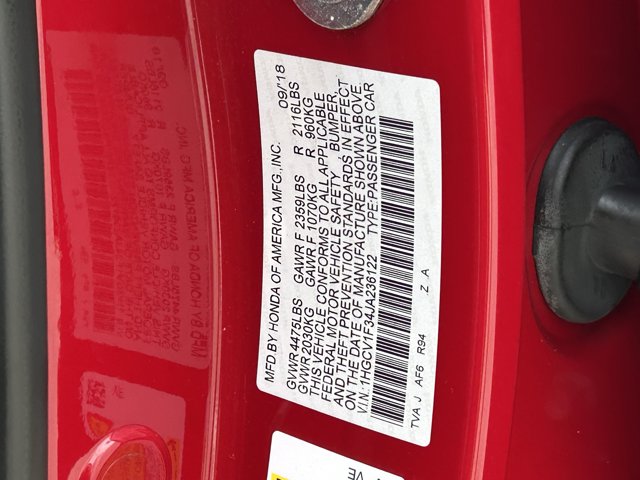 MFD.BY HONDA OF AMERICA MFG.,INC. 09/'18
GVWR 4475LBS GAWR F 2359LBS R 2116LBS
GVWR 2030KG GAWR F 1070KG R 960KG
THIS VEHICLE CONFORMS TO ALL APPLICABLE
FEDERAL MOTOR VEHICLE SAFETY , BUMPER,
AND THEFT PREVENTION STANDARDS IN EFFECT
ON THE DATE OF MANUFACTURE SHOWN ABOVE.
V.I.N. 1HGCV1F34JA236122 TYPE:PASSENGER CAR
TVA J AF6 R94 Z A